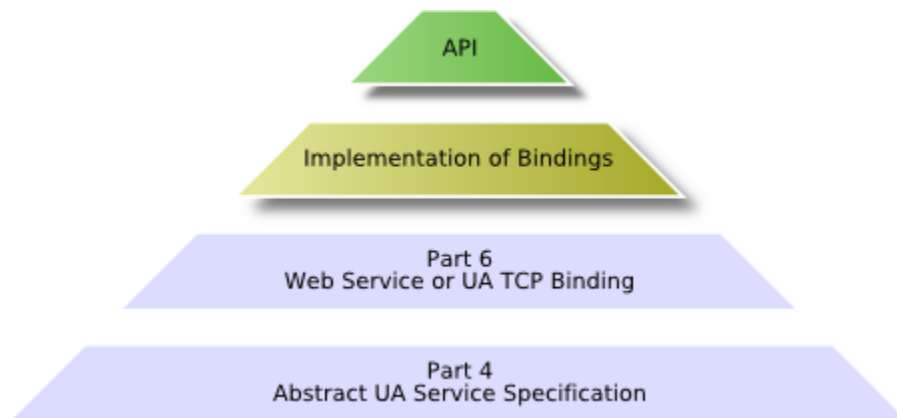 API
Implementation of Bindings
Part 6
Web Service or UA TCP Binding
Part 4
Abstract UA Service Specification